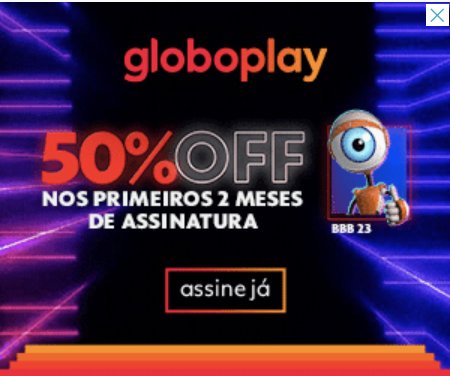 globoplay
50%OFF
NOS PRIMEIROS 2 MESES
DE ASSINATURA
BBB 23
assine já